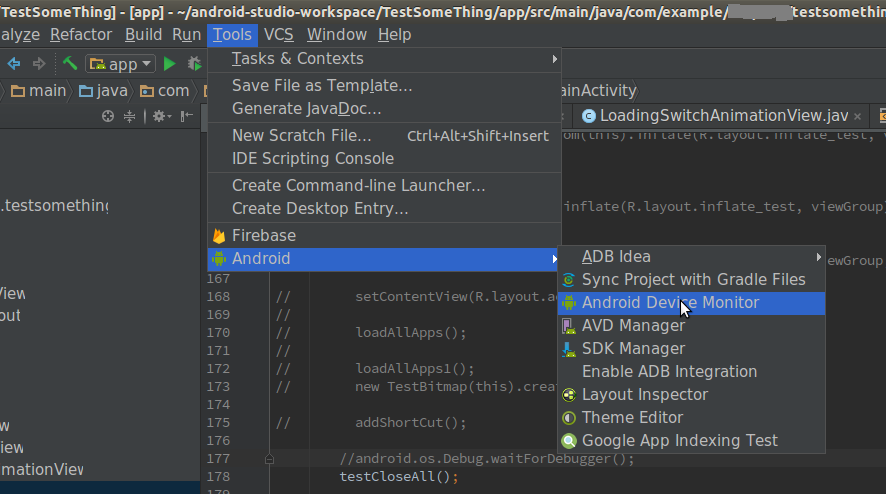 TestSomeThing] - [app] - ~/android-studio-workspace/TestSomeThing/app/src/main/java/com/example/ /testsomething
alyze Refactor Build Run Tools VCS Window Help
app
main java com ainActivity
LoadingSwitchAnimationView.jav
Tasks & Contexts
Save File as Template...
Generate JavaDoc...
New Scratch File... Ctrl+Alt+Shift+Insert
IDE Scripting Console
Create Command-line Launcher...
Create Desktop Entry...
Firebase
Android
ADB Idea
Sync Project with Gradle Files
Android Device Monitor
AVD Manager
SDK Manager
Enable ADB Integration
Layout Inspector
Theme Editor
Google App Indexing Test
.testsomething
View
out
w
iew
mationView
om(this).inflate(R.layout.inflate_test, v
inflate(R.layout.inflate_test, viewGroup)
ewGroup
167
168 // setContentView(R.layout.a
169 //
170 // loadAllApps();
171 //
172 // loadAllApps1();
173 // new TestBitmap(this).crea
174
175 // addShortCut();
176
177 //android.os.Debug.waitForDebugger();
178 testCloseAll();
179